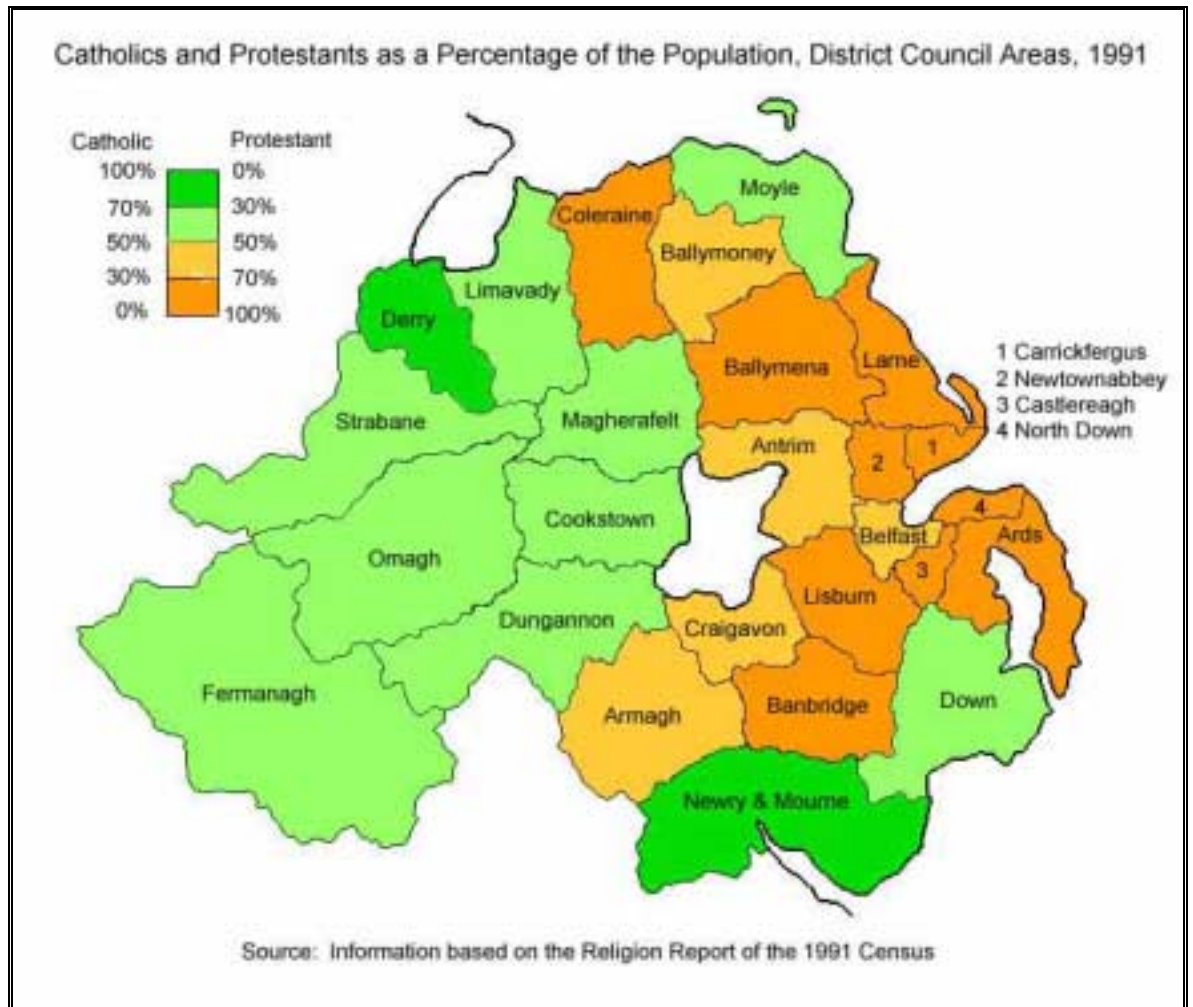 Catholics and Protestants as a Percentage of the Population, District Council Areas, 1991
Catholic Protestant
100% 0%
70% 30%
50% 50%
30% 70%
0% 100%
Moyle
Coleraine
Ballymoney
Limavady
Derry
Larne
Ballymena
1 Carrickfergus
2 Newtownabbey
3 Castlereagh
4 North Down
Strabane
Magherafelt
Antrim
1
2
4
Cookstown
Belfast
Ards
Omagh
3
Lisburn
Dungannon
Craigavon
Fermanagh
Armagh
Banbridge
Down
Newry & Mourne
Source: Information based on the Religion Report of the 1991 Census